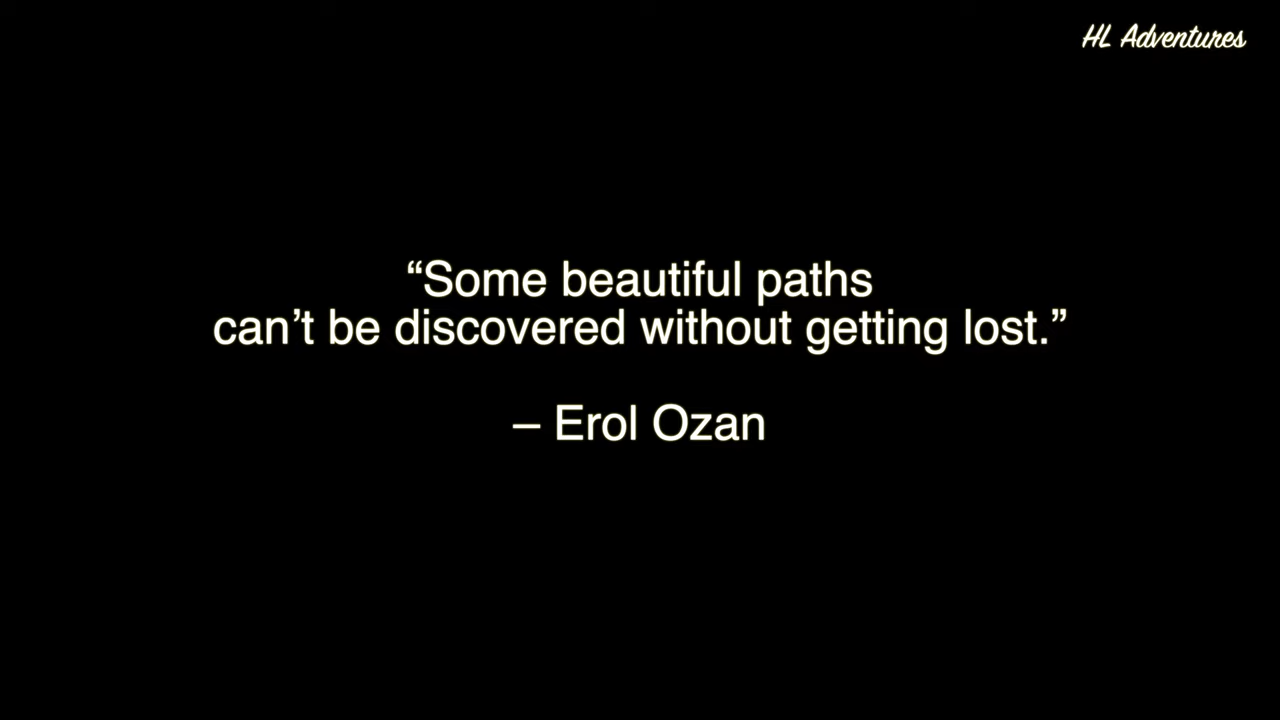 HL Adventures
“Some beautiful paths
can’t be discovered without getting lost.”
– Erol Ozan